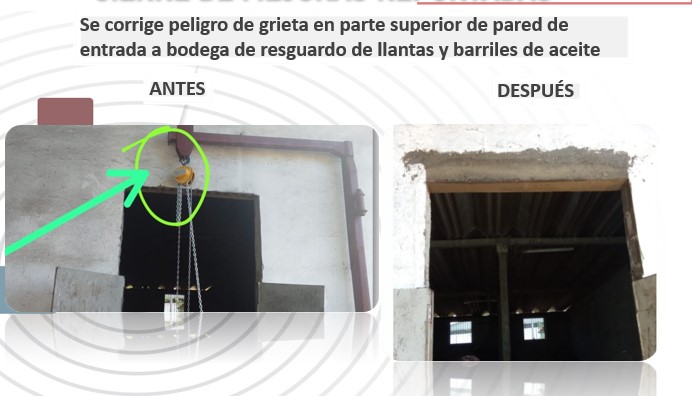 Se corrige peligro de grieta en parte superior de pared de
entrada a bodega de resguardo de llantas y barriles de aceite
ANTES
DESPUÉS